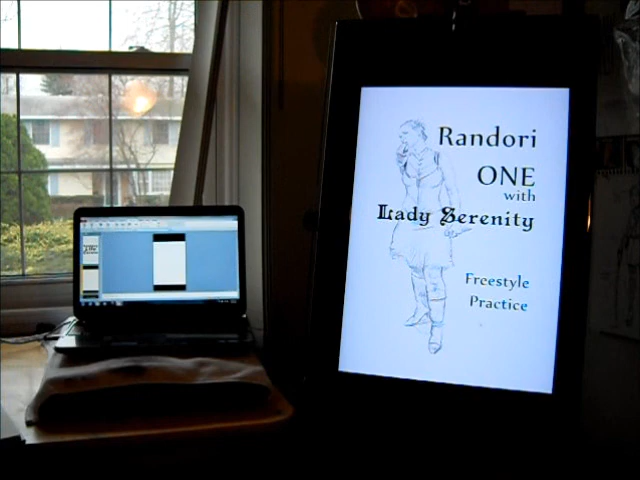 Randori
ONE
with
Lady Serenity
Freestyle
Practice